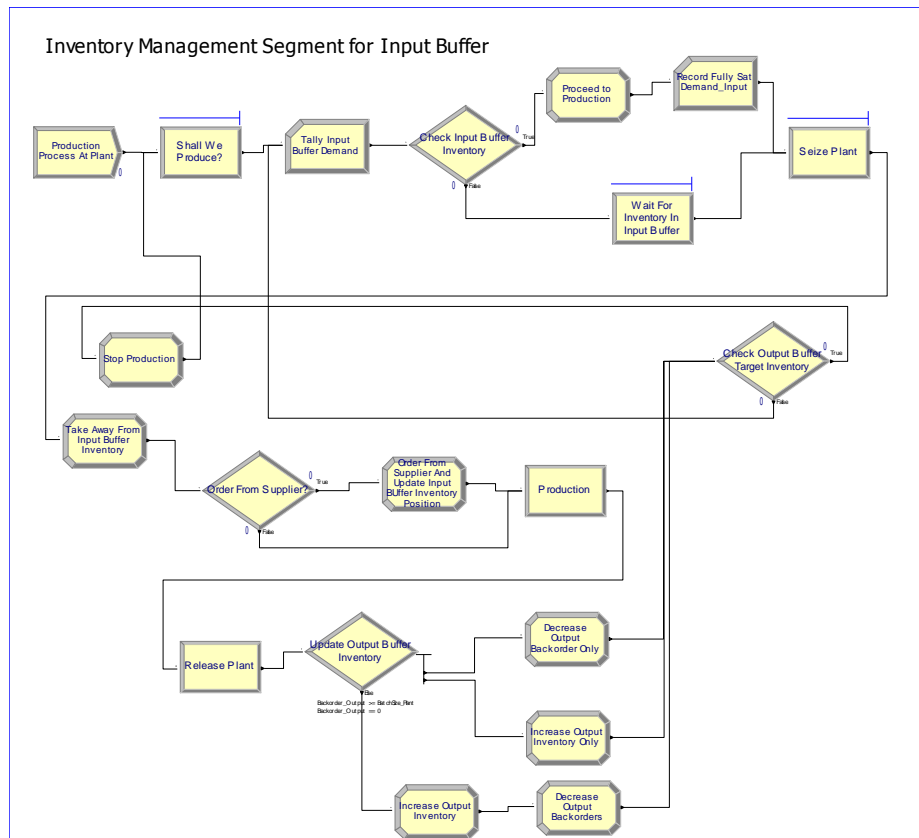 Inventory Management Segment for Input Buffer
Production
Process At Plant
0
Shall We
Produce?
Tally Input
Buffer Demand
Check Input Buffer
Inventory
0
True
0
False
Proceed to
Production
Record Fully Sat
Demand_Input
Wait For
Inventory In
Input Buffer
Seize Plant
Stop Production
Check Output Buffer
Target Inventory
0
True
0
False
Take Away From
Input Buffer
Inventory
Order From Supplier?
0
True
0
False
Order From
Supplier And
Update Input
BUffer Inventory
Position
Production
Release Plant
Update Output Buffer
Inventory
Else
Backorder_Output >= BatchSize_Plant
Backorder_Output == 0
Decrease
Output
Backorder Only
Increase Output
Inventory Only
Increase Output
Inventory
Decrease
Output
Backorders